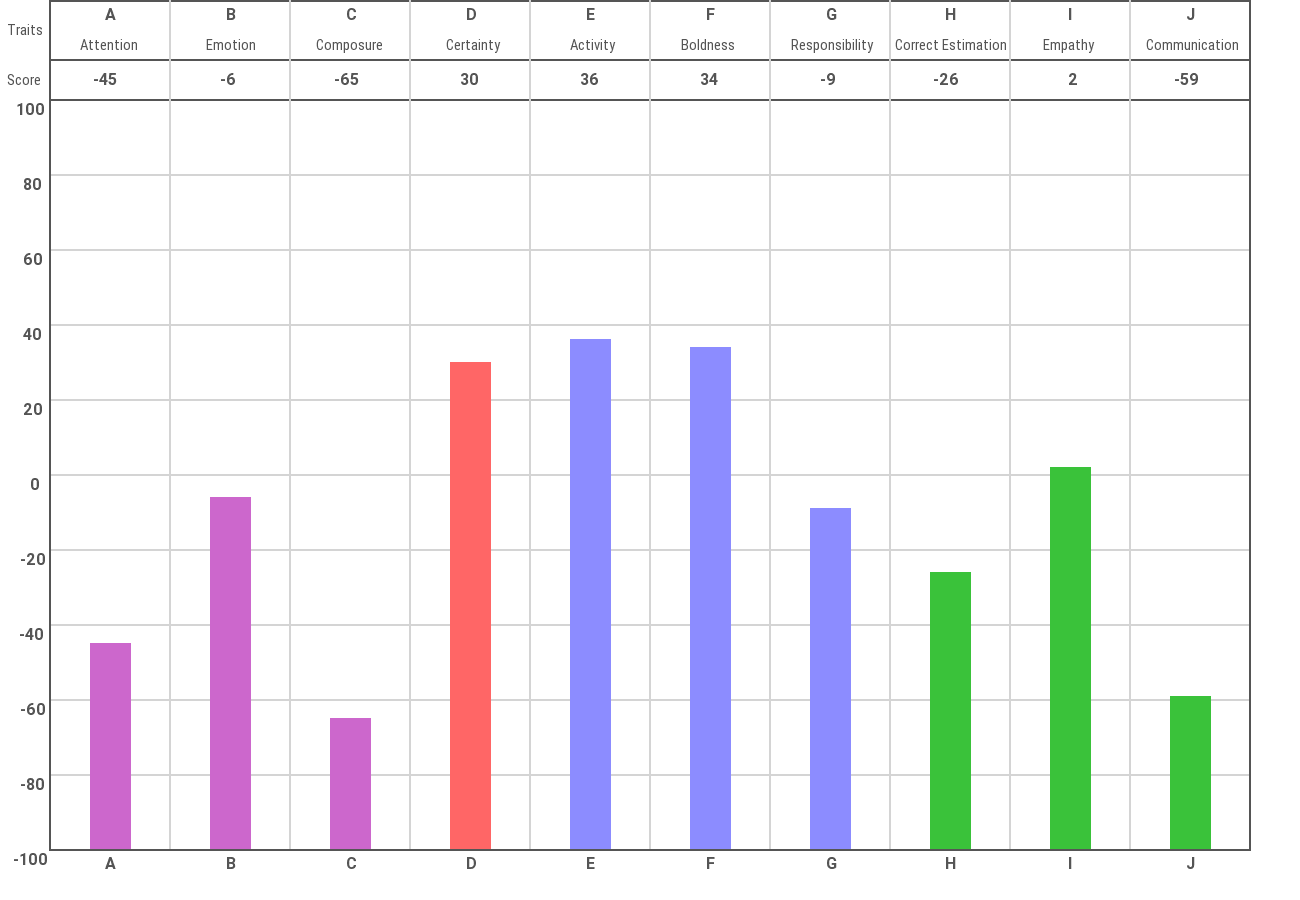 A B C D E F G H I J
Traits
Attention Emotion Composure Certainty Activity Boldness Responsibility Correct Estimation Empathy Communication
Score -45 -6 -65 30 36 34 -9 -26 2 -59
100
80
60
40
20
0
-20
-40
-60
-80
-100
A B C D E F G H I J